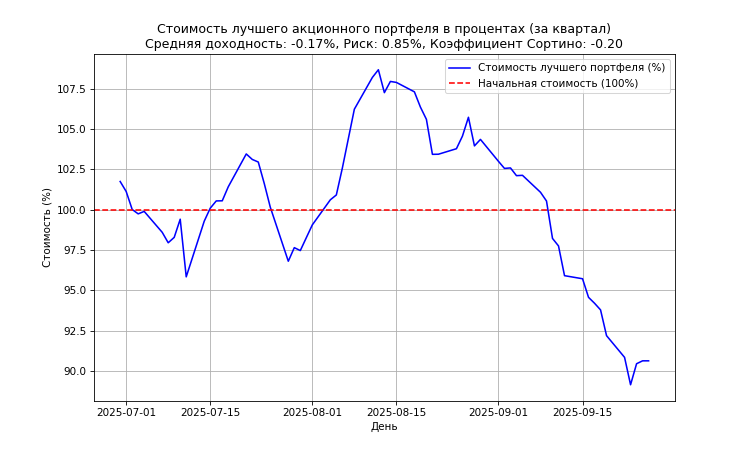 Стоимость лучшего акционного портфеля в процентах (за квартал)
Средняя доходность: -0.17%, Риск: 0.85%, Коэффициент Сортино: -0.20
Стоимость лучшего портфеля (%)
Начальная стоимость (100%)
Стоимость (%)
107.5
105.0
102.5
100.0
97.5
95.0
92.5
90.0
2025-07-01
2025-07-15
2025-08-01
2025-08-15
2025-09-01
2025-09-15
День